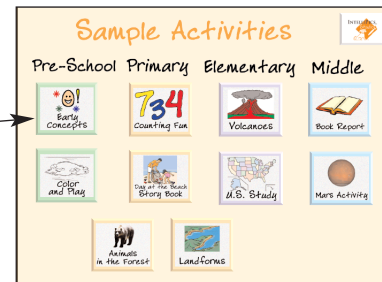 Sample Activities
Pre-School Primary Elementary Middle
Early
Concepts
734
Counting Fun
Volcanoes
Book Report
Color
and Play
Day at the Beach
Story Book
U.S. Study
Mars Activity
Animals
in the Forest
Landforms